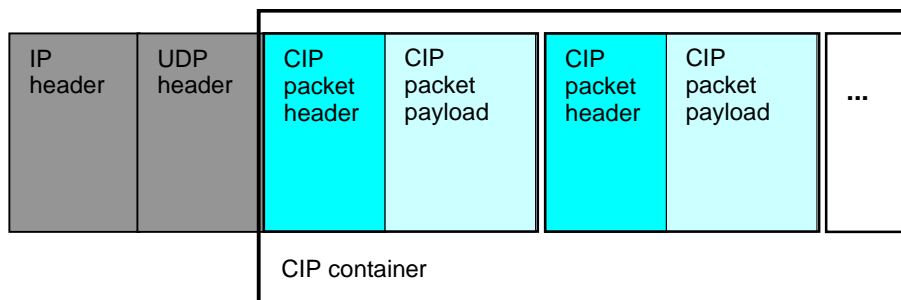 IP
header
UDP
header
CIP
packet
header
CIP
packet
payload
CIP
packet
header
CIP
packet
payload
...
CIP container